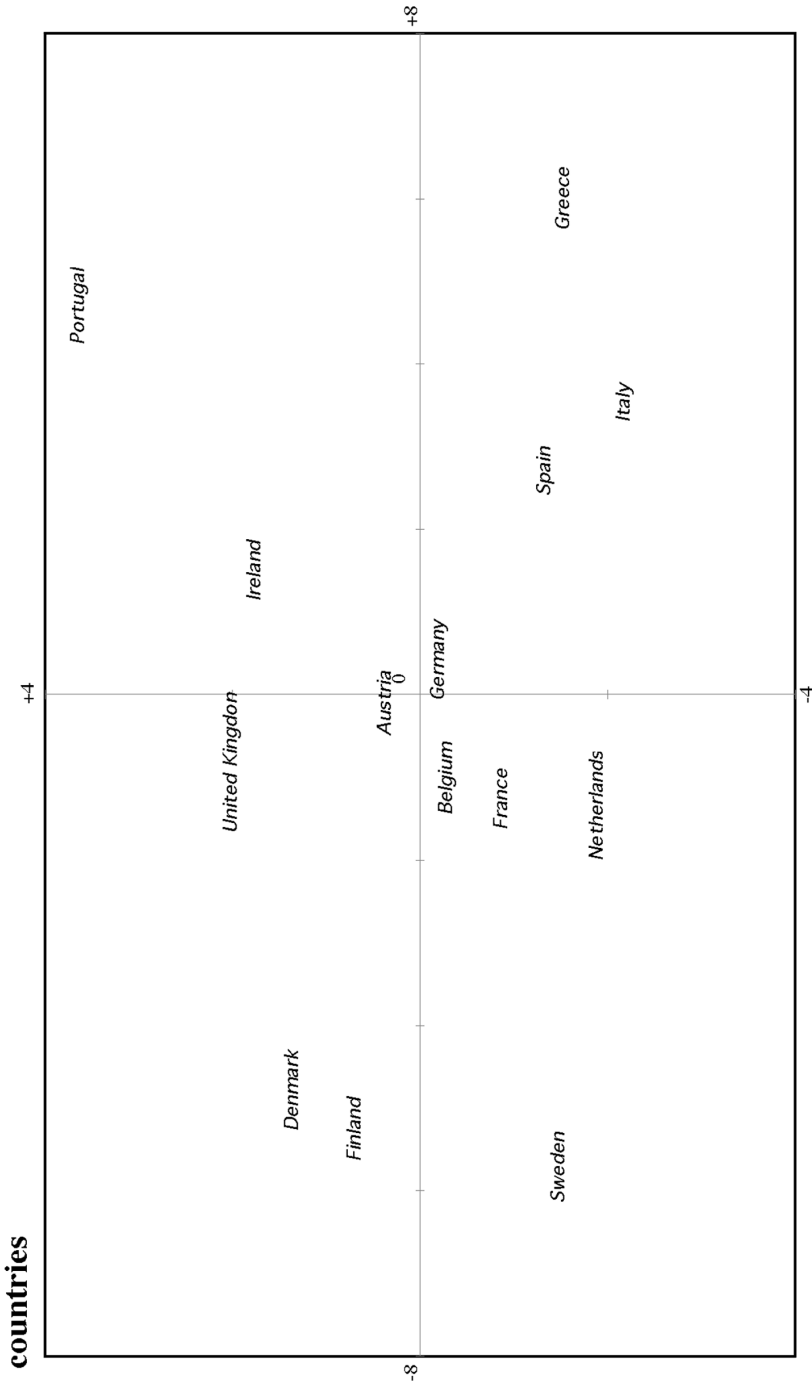 countries
+4
Portugal
United Kingdon
Ireland
Denmark
Finland
Austria
-8
0
+8
Germany
Belgium
France
Spain
Sweden
Greece
Netherlands
Italy
-4